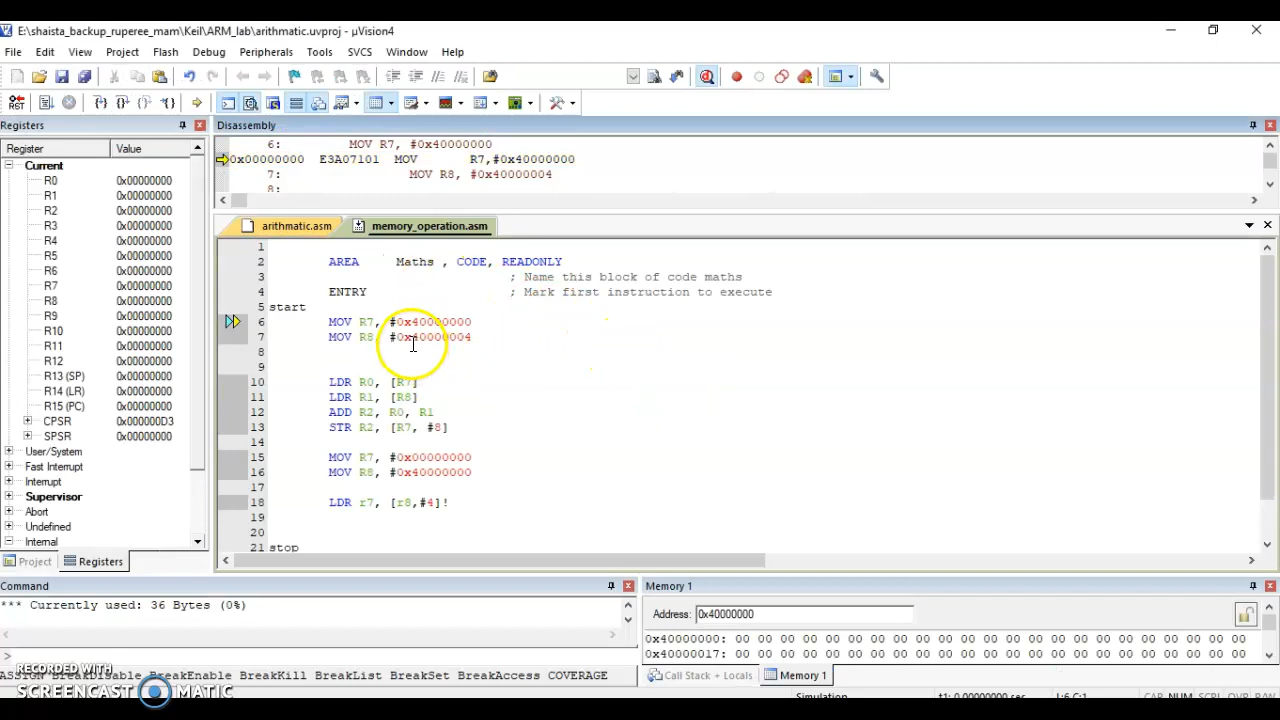 E:\shaista_backup_ruperee_mam\Keil\ARM_lab\arithmatic.uvproj - µVision4
File Edit View Project Flash Debug Peripherals Tools SVCS Window Help
Registers
Register Value
Current
R0 0x00000000
R1 0x00000000
R2 0x00000000
R3 0x00000000
R4 0x00000000
R5 0x00000000
R6 0x00000000
R7 0x00000000
R8 0x00000000
R9 0x00000000
R10 0x00000000
R11 0x00000000
R12 0x00000000
R13 (SP) 0x00000000
R14 (LR) 0x00000000
R15 (PC) 0x00000000
CPSR 0x000000D3
SPSR 0x00000000
User/System
Fast Interrupt
Interrupt
Supervisor
Abort
Undefined
Internal
Project Registers
Disassembly
6: MOV R7, #0x40000000
0x00000000 E3A07101 MOV R7,#0x40000000
7: MOV R8, #0x40000004
8:
arithmatic.asm memory_operation.asm
1
2 AREA Maths , CODE, READONLY
3 ; Name this block of code maths
4 ENTRY ; Mark first instruction to execute
5 start
6 MOV R7, #0x40000000
7 MOV R8, #0x40000004
8
9
10 LDR R0, [R7]
11 LDR R1, [R8]
12 ADD R2, R0, R1
13 STR R2, [R7, #8]
14
15 MOV R7, #0x00000000
16 MOV R8, #0x40000000
17
18 LDR r7, [r8,#4]!
19
20
21 stop
Command
*** Currently used: 36 Bytes (0%)
>
ASSIGN BreakDisable BreakEnable BreakKill BreakList BreakSet BreakAccess COVERAGE
RECORDED WITH
SCREENCAST MATIC
Memory 1
Address: 0x40000000
0x40000000: 00 00 00 00 00 00 00 00 00 00 00 00 00 00 00 00 00 00 00 00 00 00 00
0x40000017: 00 00 00 00 00 00 00 00 00 00 00 00 00 00 00 00 00 00 00 00 00 00 00
Call Stack + Locals Memory 1
Simulation t1: 0.00000000 sec L:6 C:1 CAP NUM SCRL OVR R/W